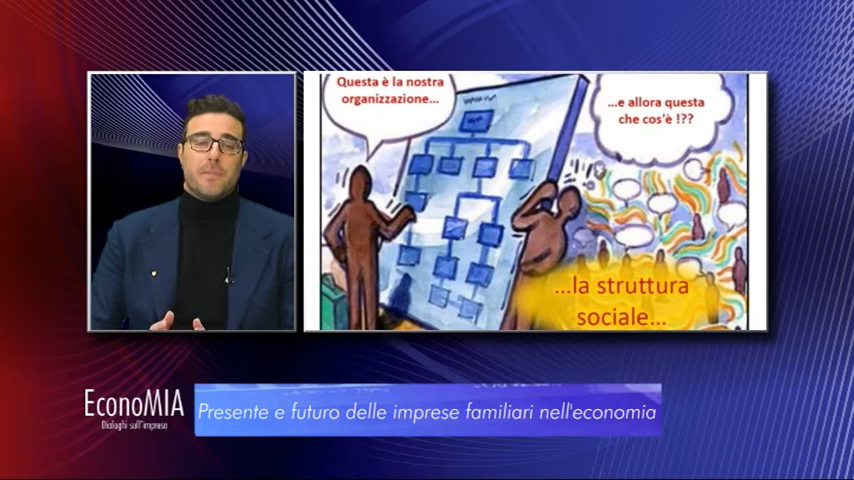 Questa è la nostra
organizzazione...
...e allora questa
che cos'è !??
...la struttura
sociale...
EconoMIA
Dialoghi sull'impresa
Presente e futuro delle imprese familiari nell'economia